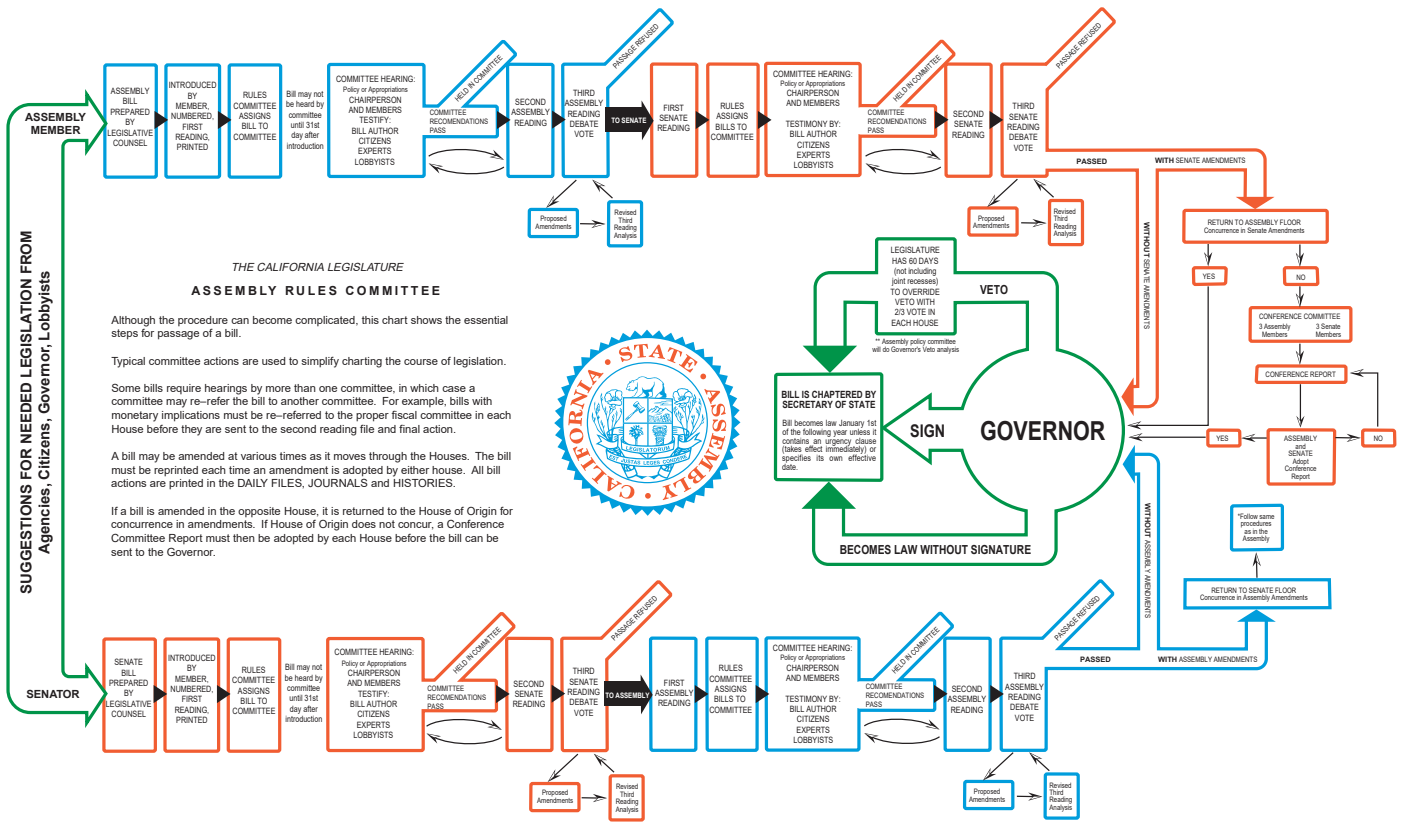 SUGGESTIONS FOR NEEDED LEGISLATION FROM
Agencies, Citizens, Governor, Lobbyists
ASSEMBLY
MEMBER
ASSEMBLY
BILL
PREPARED
BY
LEGISLATIVE
COUNSEL
INTRODUCED
BY
MEMBER,
NUMBERED,
FIRST
READING,
PRINTED
RULES
COMMITTEE
ASSIGNS
BILL TO
COMMITTEE
Bill may not
be heard by
committee
until 31st
day after
introduction
COMMITTEE HEARING:
Policy or Appropriations
CHAIRPERSON
AND MEMBERS
TESTIFY:
BILL AUTHOR
CITIZENS
EXPERTS
LOBBYISTS
HELD IN COMMITTEE
COMMITTEE
RECOMENDATIONS
PASS
SECOND
ASSEMBLY
READING
THIRD
ASSEMBLY
READING
DEBATE
VOTE
PASSAGE REFUSED
Proposed
Amendments
Revised
Third
Reading
Analysis
TO SENATE
FIRST
SENATE
READING
RULES
COMMITTEE
ASSIGNS
BILLS TO
COMMITTEE
COMMITTEE HEARING:
Policy or Appropriations
CHAIRPERSON
AND MEMBERS
TESTIMONY BY:
BILL AUTHOR
CITIZENS
EXPERTS
LOBBYISTS
HELD IN COMMITTEE
COMMITTEE
RECOMENDATIONS
PASS
SECOND
SENATE
READING
THIRD
SENATE
READING
DEBATE
VOTE
PASSAGE REFUSED
Proposed
Amendments
Revised
Third
Reading
Analysis
PASSED
WITH SENATE AMENDMENTS
WITHOUT SENATE AMENDMENTS
RETURN TO ASSEMBLY FLOOR
Concurrence in Senate Amendments
YES
NO
CONFERENCE COMMITTEE
3 Assembly Members
3 Senate Members
CONFERENCE REPORT
ASSEMBLY
and
SENATE
Adopt
Conference
Report
YES
NO
THE CALIFORNIA LEGISLATURE
ASSEMBLY RULES COMMITTEE
Although the procedure can become complicated, this chart shows the essential
steps for passage of a bill.
Typical committee actions are used to simplify charting the course of legislation.
Some bills require hearings by more than one committee, in which case a
committee may re–refer the bill to another committee. For example, bills with
monetary implications must be re–referred to the proper fiscal committee in each
House before they are sent to the second reading file and final action.
A bill may be amended at various times as it moves through the Houses. The bill
must be reprinted each time an amendment is adopted by either house. All bill
actions are printed in the DAILY FILES, JOURNALS and HISTORIES.
If a bill is amended in the opposite House, it is returned to the House of Origin for
concurrence in amendments. If House of Origin does not concur, a Conference
Committee Report must then be adopted by each House before the bill can be
sent to the Governor.
CALIFORNIA • STATE • ASSEMBLY
LEGISLATORUM
EST JUSTAS LEGES CONDERE
LEGISLATURE
HAS 60 DAYS
(not including
joint recesses)
TO OVERRIDE
VETO WITH
2/3 VOTE IN
EACH HOUSE
VETO
** Assembly policy committee
will do Governor's Veto analysis
BILL IS CHAPTERED BY
SECRETARY OF STATE
Bill becomes law January 1st
of the following year unless it
contains an urgency clause
(takes effect immediately) or
specifies its own effective
date.
SIGN
GOVERNOR
BECOMES LAW WITHOUT SIGNATURE
WITHOUT ASSEMBLY AMENDMENTS
*Follow same
procedures
as in the
Assembly
RETURN TO SENATE FLOOR
Concurrence in Assembly Amendments
SENATOR
SENATE
BILL
PREPARED
BY
LEGISLATIVE
COUNSEL
INTRODUCED
BY
MEMBER,
NUMBERED,
FIRST
READING,
PRINTED
RULES
COMMITTEE
ASSIGNS
BILL TO
COMMITTEE
Bill may not
be heard by
committee
until 31st
day after
introduction
COMMITTEE HEARING:
Policy or Appropriations
CHAIRPERSON
AND MEMBERS
TESTIFY:
BILL AUTHOR
CITIZENS
EXPERTS
LOBBYISTS
HELD IN COMMITTEE
COMMITTEE
RECOMENDATIONS
PASS
SECOND
SENATE
READING
THIRD
SENATE
READING
DEBATE
VOTE
PASSAGE REFUSED
Proposed
Amendments
Revised
Third
Reading
Analysis
TO ASSEMBLY
FIRST
ASSEMBLY
READING
RULES
COMMITTEE
ASSIGNS
BILLS TO
COMMITTEE
COMMITTEE HEARING:
Policy or Appropriations
CHAIRPERSON
AND MEMBERS
TESTIMONY BY:
BILL AUTHOR
CITIZENS
EXPERTS
LOBBYISTS
HELD IN COMMITTEE
COMMITTEE
RECOMENDATIONS
PASS
SECOND
ASSEMBLY
READING
THIRD
ASSEMBLY
READING
DEBATE
VOTE
PASSAGE REFUSED
Proposed
Amendments
Revised
Third
Reading
Analysis
PASSED
WITH ASSEMBLY AMENDMENTS